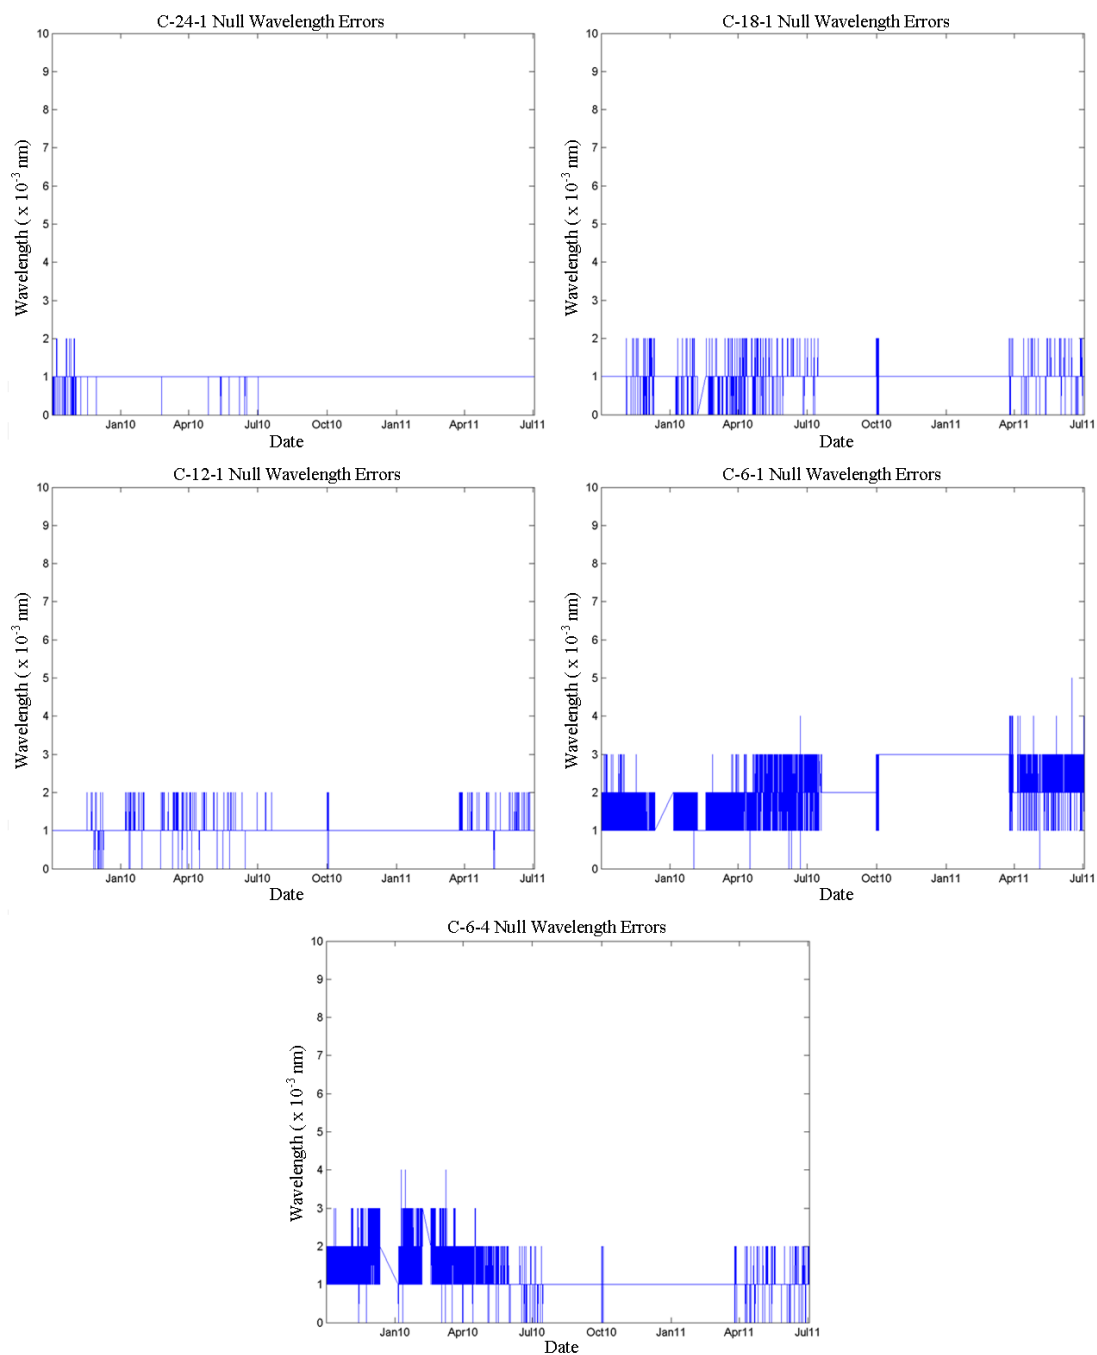 C-24-1 Null Wavelength Errors
10
9
8
7
6
5
4
3
2
1
0
Wavelength ( x 10⁻³ nm)
Jan10 Apr10 Jul10 Oct10 Jan11 Apr11 Jul11
Date
C-18-1 Null Wavelength Errors
10
9
8
7
6
5
4
3
2
1
0
Wavelength ( x 10⁻³ nm)
Jan10 Apr10 Jul10 Oct10 Jan11 Apr11 Jul11
Date
C-12-1 Null Wavelength Errors
10
9
8
7
6
5
4
3
2
1
0
Wavelength ( x 10⁻³ nm)
Jan10 Apr10 Jul10 Oct10 Jan11 Apr11 Jul11
Date
C-6-1 Null Wavelength Errors
10
9
8
7
6
5
4
3
2
1
0
Wavelength ( x 10⁻³ nm)
Jan10 Apr10 Jul10 Oct10 Jan11 Apr11 Jul11
Date
C-6-4 Null Wavelength Errors
10
9
8
7
6
5
4
3
2
1
0
Wavelength ( x 10⁻³ nm)
Jan10 Apr10 Jul10 Oct10 Jan11 Apr11 Jul11
Date